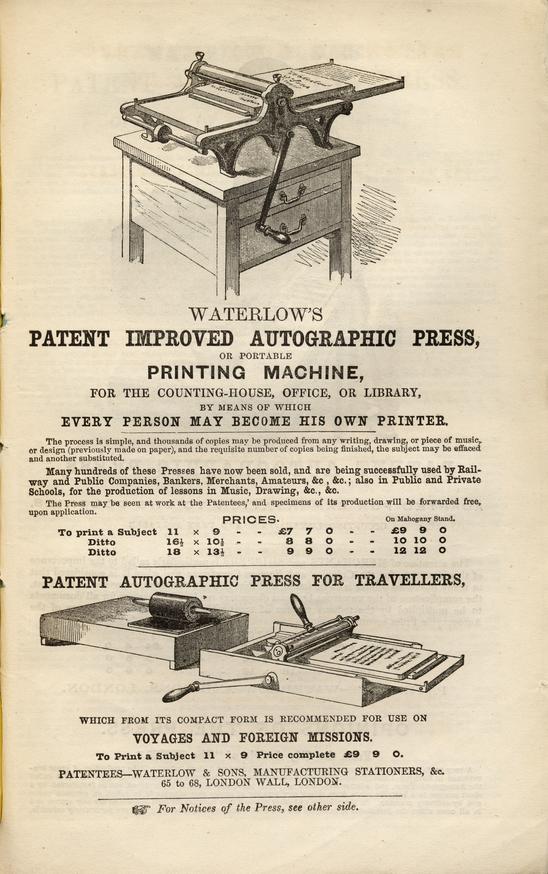 WATERLOW'S
PATENT IMPROVED AUTOGRAPHIC PRESS,
OR PORTABLE
PRINTING MACHINE,
FOR THE COUNTING-HOUSE, OFFICE, OR LIBRARY,
BY MEANS OF WHICH
EVERY PERSON MAY BECOME HIS OWN PRINTER.
The process is simple, and thousands of copies may be produced from any writing, drawing, or piece of music,
or design (previously made on paper), and the requisite number of copies being finished, the subject may be effaced
and another substituted.
Many hundreds of these Presses have now been sold, and are being successfully used by Rail-
way and Public Companies, Bankers, Merchants, Amateurs, &c , &c.; also in Public and Private
Schools, for the production of lessons in Music, Drawing, &c., &c.
The Press may be seen at work at the Patentees,' and specimens of its production will be forwarded free,
upon application.
PRICES. On Mahogany Stand.
To print a Subject 11 × 9 - - £7 7 0 - - £9 9 0
Ditto 16½ × 10½ - - 8 8 0 - - 10 10 0
Ditto 18 × 13½ - - 9 9 0 - - 12 12 0
PATENT AUTOGRAPHIC PRESS FOR TRAVELLERS,
WHICH FROM ITS COMPACT FORM IS RECOMMENDED FOR USE ON
VOYAGES AND FOREIGN MISSIONS.
To Print a Subject 11 x 9 Price complete £9 9 0.
PATENTEES—WATERLOW & SONS, MANUFACTURING STATIONERS, &c.
65 to 68, LONDON WALL, LONDON.
☞ For Notices of the Press, see other side.